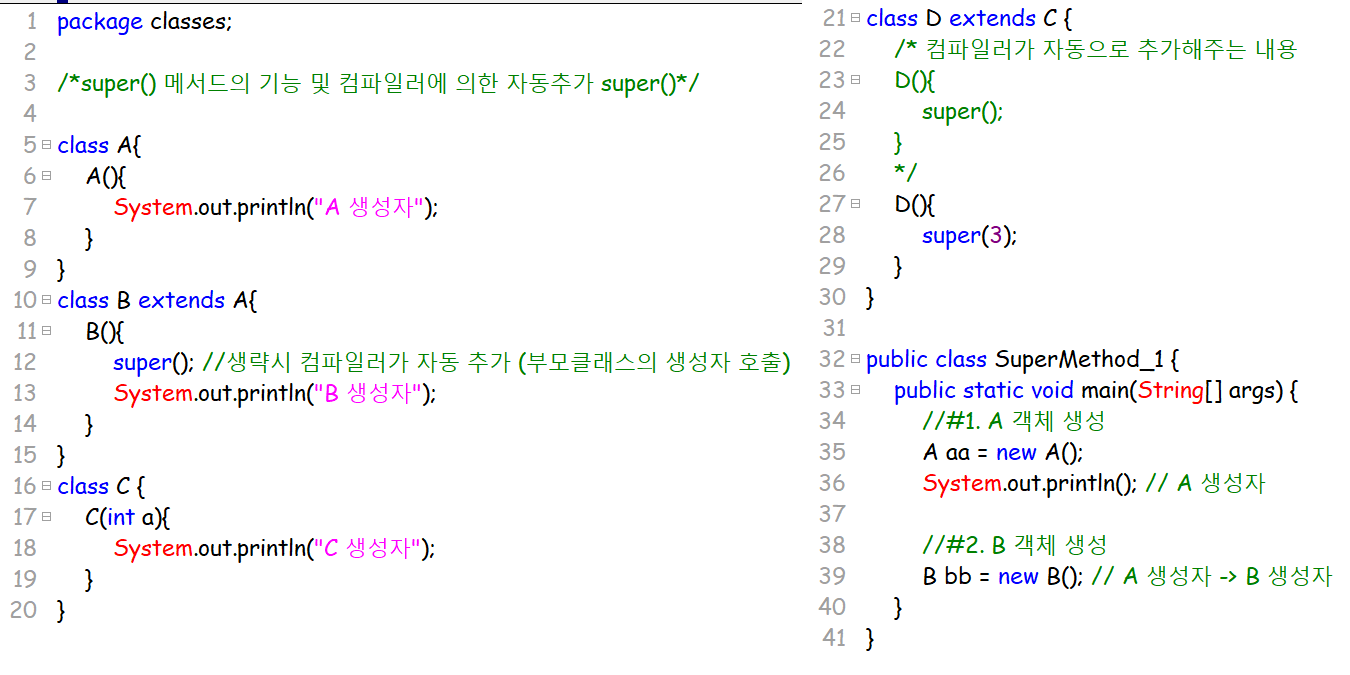 1 package classes;
2
3 /*super() 메서드의 기능 및 컴파일러에 의한 자동추가 super()*/
4
5 class A{
6 A(){
7 System.out.println("A 생성자");
8 }
9 }
10 class B extends A{
11 B(){
12 super(); //생략시 컴파일러가 자동 추가 (부모클래스의 생성자 호출)
13 System.out.println("B 생성자");
14 }
15 }
16 class C {
17 C(int a){
18 System.out.println("C 생성자");
19 }
20 }
21 class D extends C {
22 /* 컴파일러가 자동으로 추가해주는 내용
23 D(){
24 super();
25 }
26 */
27 D(){
28 super(3);
29 }
30 }
31
32 public class SuperMethod_1 {
33 public static void main(String[] args) {
34 //#1. A 객체 생성
35 A aa = new A();
36 System.out.println(); // A 생성자
37
38 //#2. B 객체 생성
39 B bb = new B(); // A 생성자 -> B 생성자
40 }
41 }